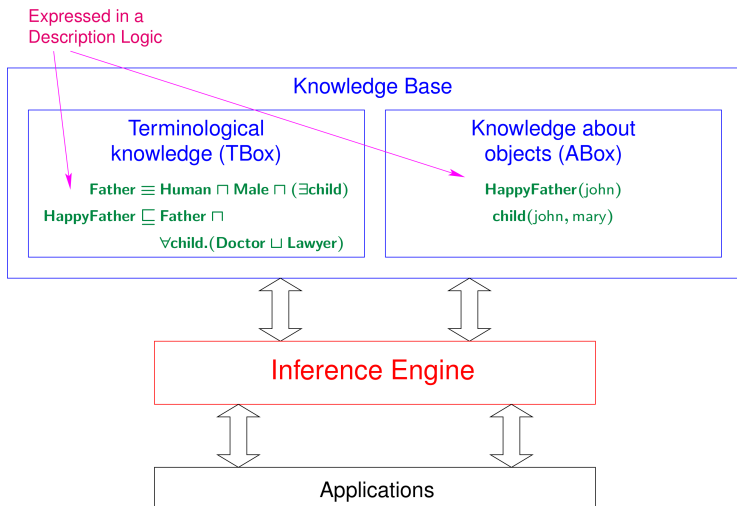 Expressed in a
Description Logic
Knowledge Base
Terminological
knowledge (TBox)
Father ≡ Human ⊓ Male ⊓ (∃child)
HappyFather ⊑ Father ⊓
∀child.(Doctor ⊔ Lawyer)
Knowledge about
objects (ABox)
HappyFather(john)
child(john, mary)
Inference Engine
Applications